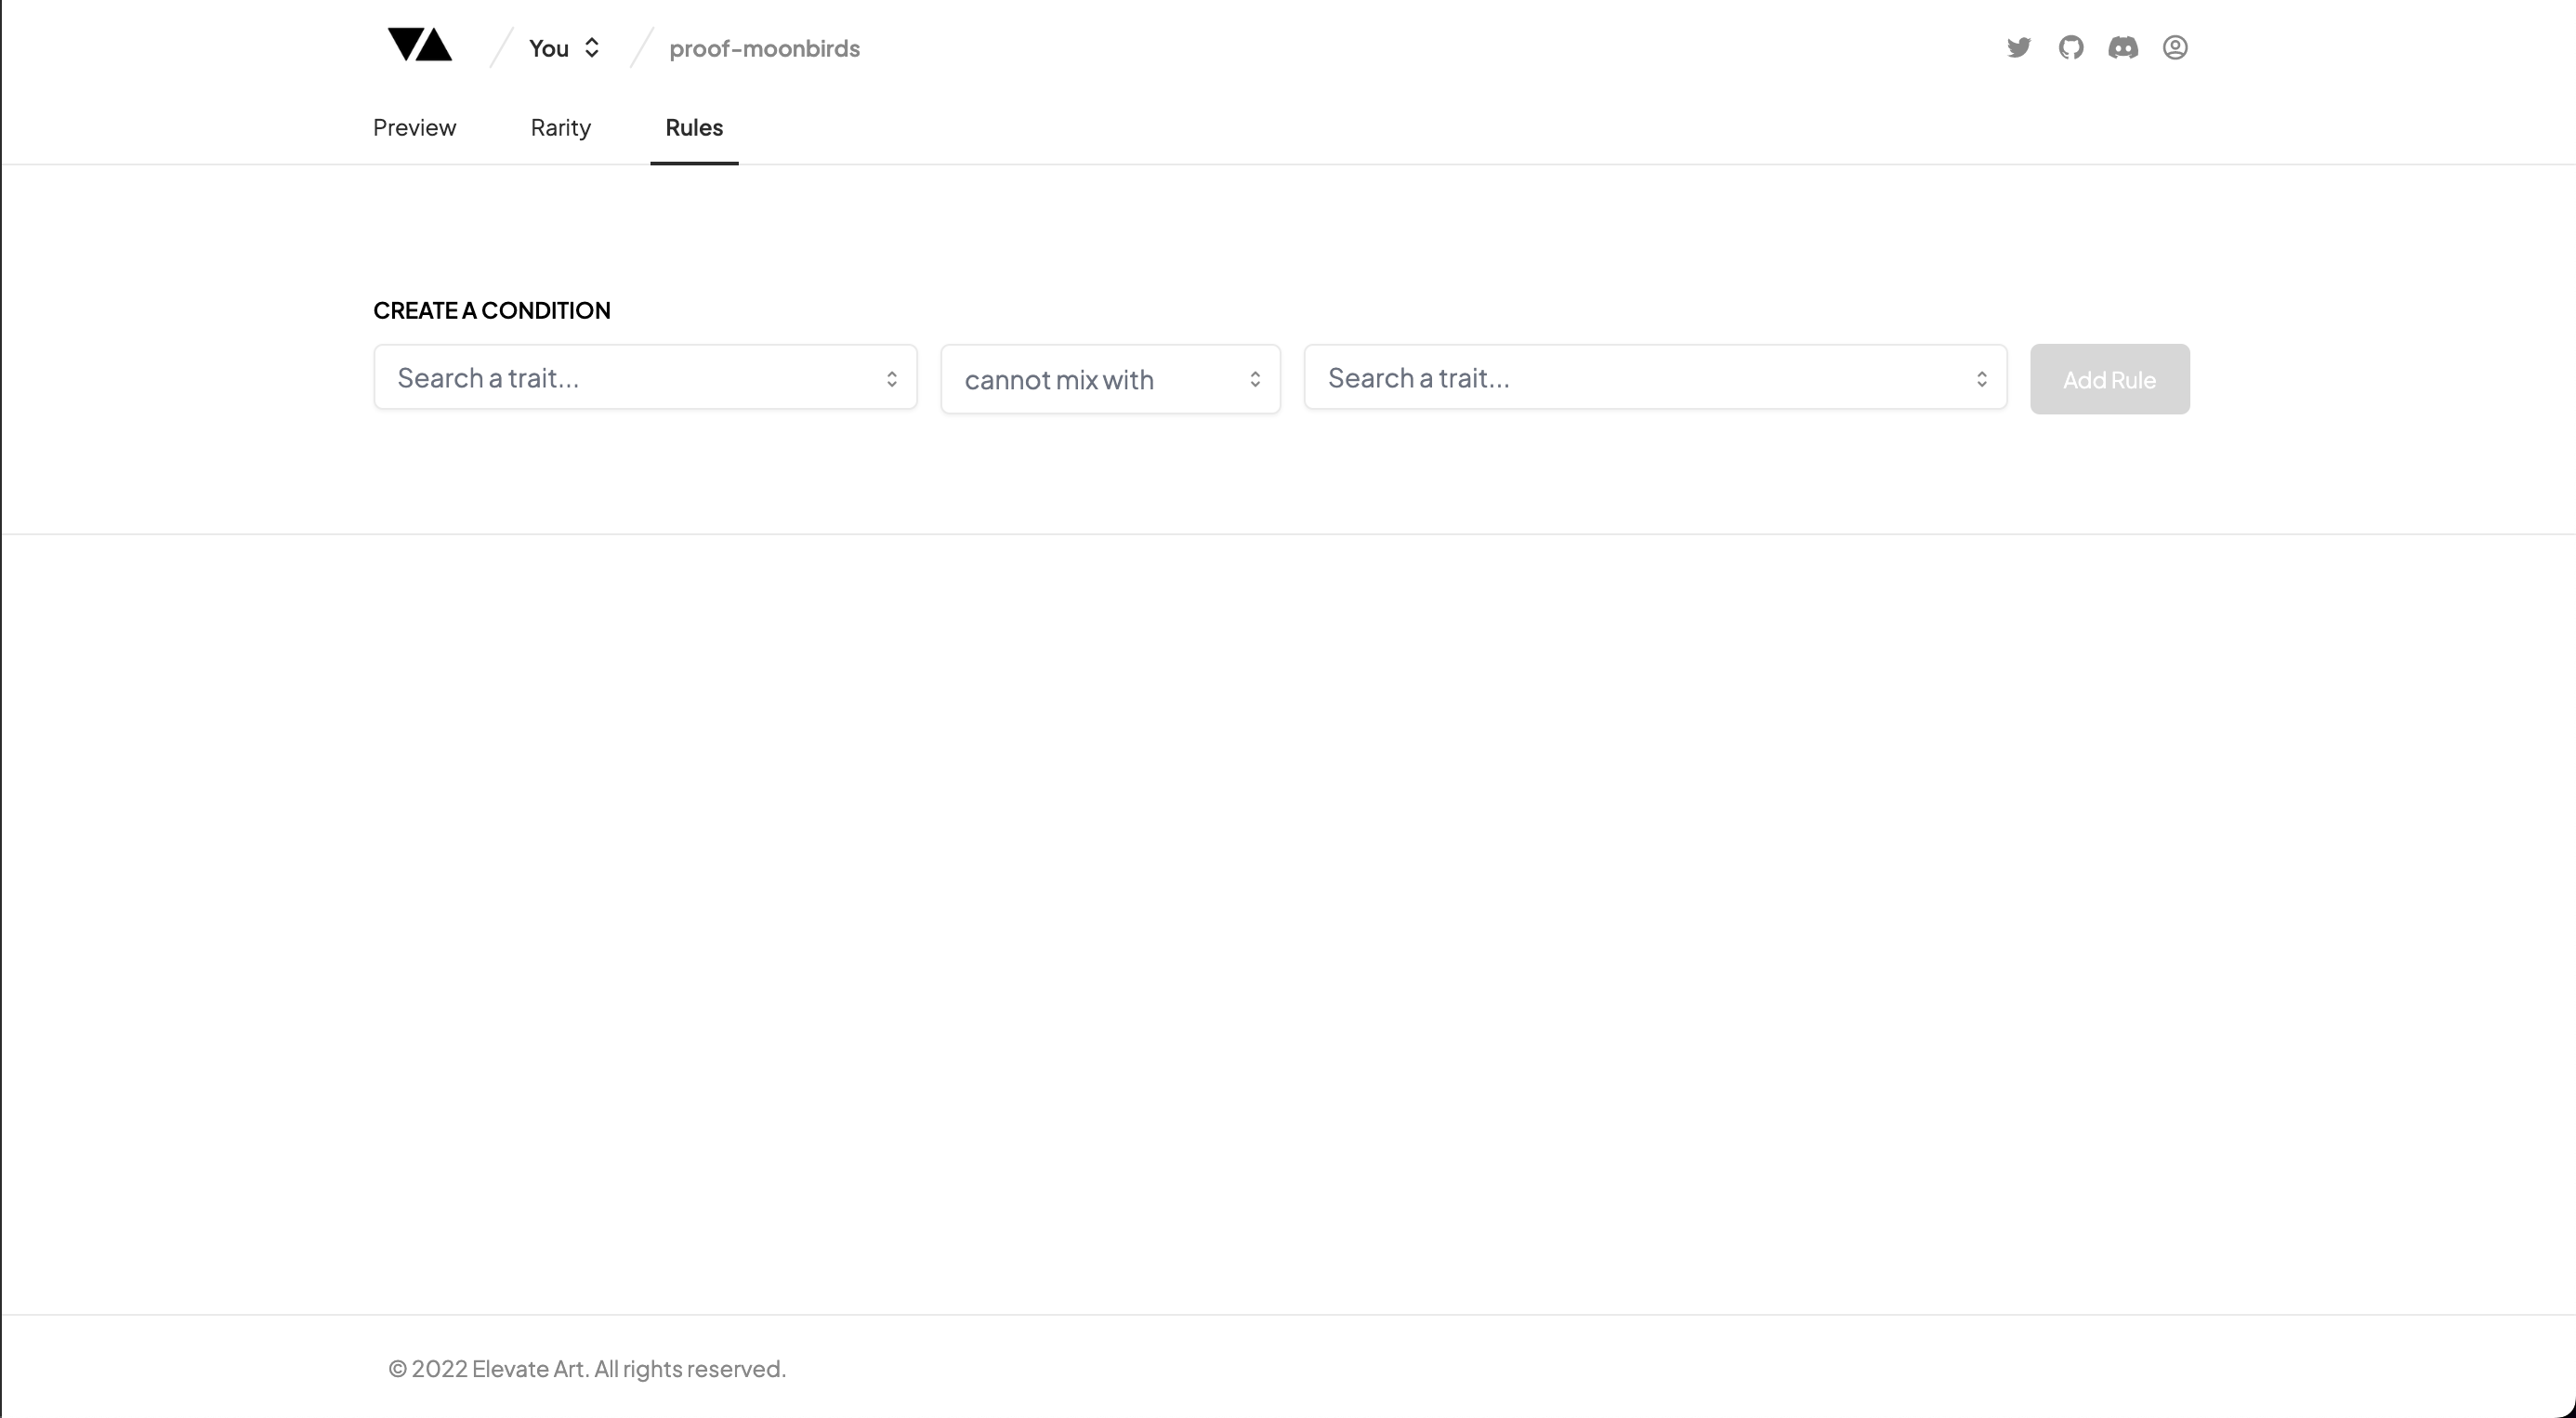 You
proof-moonbirds
Preview
Rarity
Rules
CREATE A CONDITION
Search a trait...
cannot mix with
Search a trait...
Add Rule
© 2022 Elevate Art. All rights reserved.